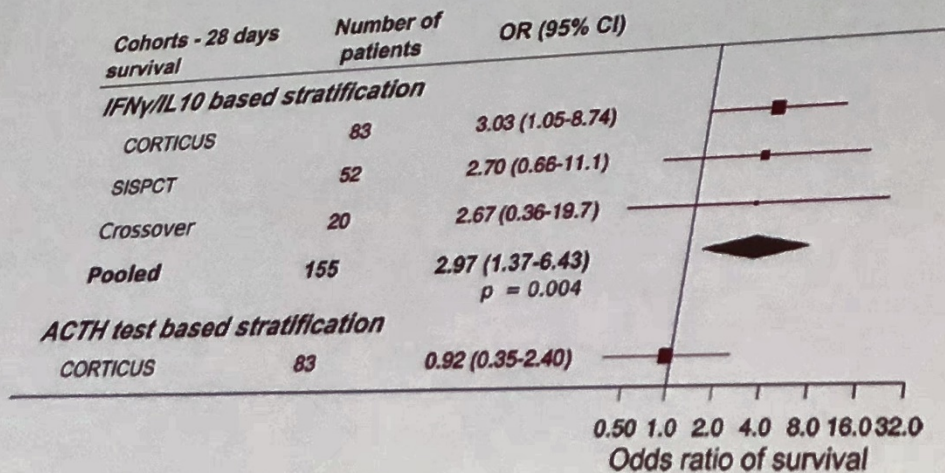 Cohorts - 28 days survival Number of patients OR (95% CI)
IFNγ/IL10 based stratification
CORTICUS 83 3.03 (1.05-8.74)
SISPCT 52 2.70 (0.66-11.1)
Crossover 20 2.67 (0.36-19.7)
Pooled 155 2.97 (1.37-6.43)
p = 0.004
ACTH test based stratification
CORTICUS 83 0.92 (0.35-2.40)
0.50 1.0 2.0 4.0 8.0 16.0 32.0
Odds ratio of survival